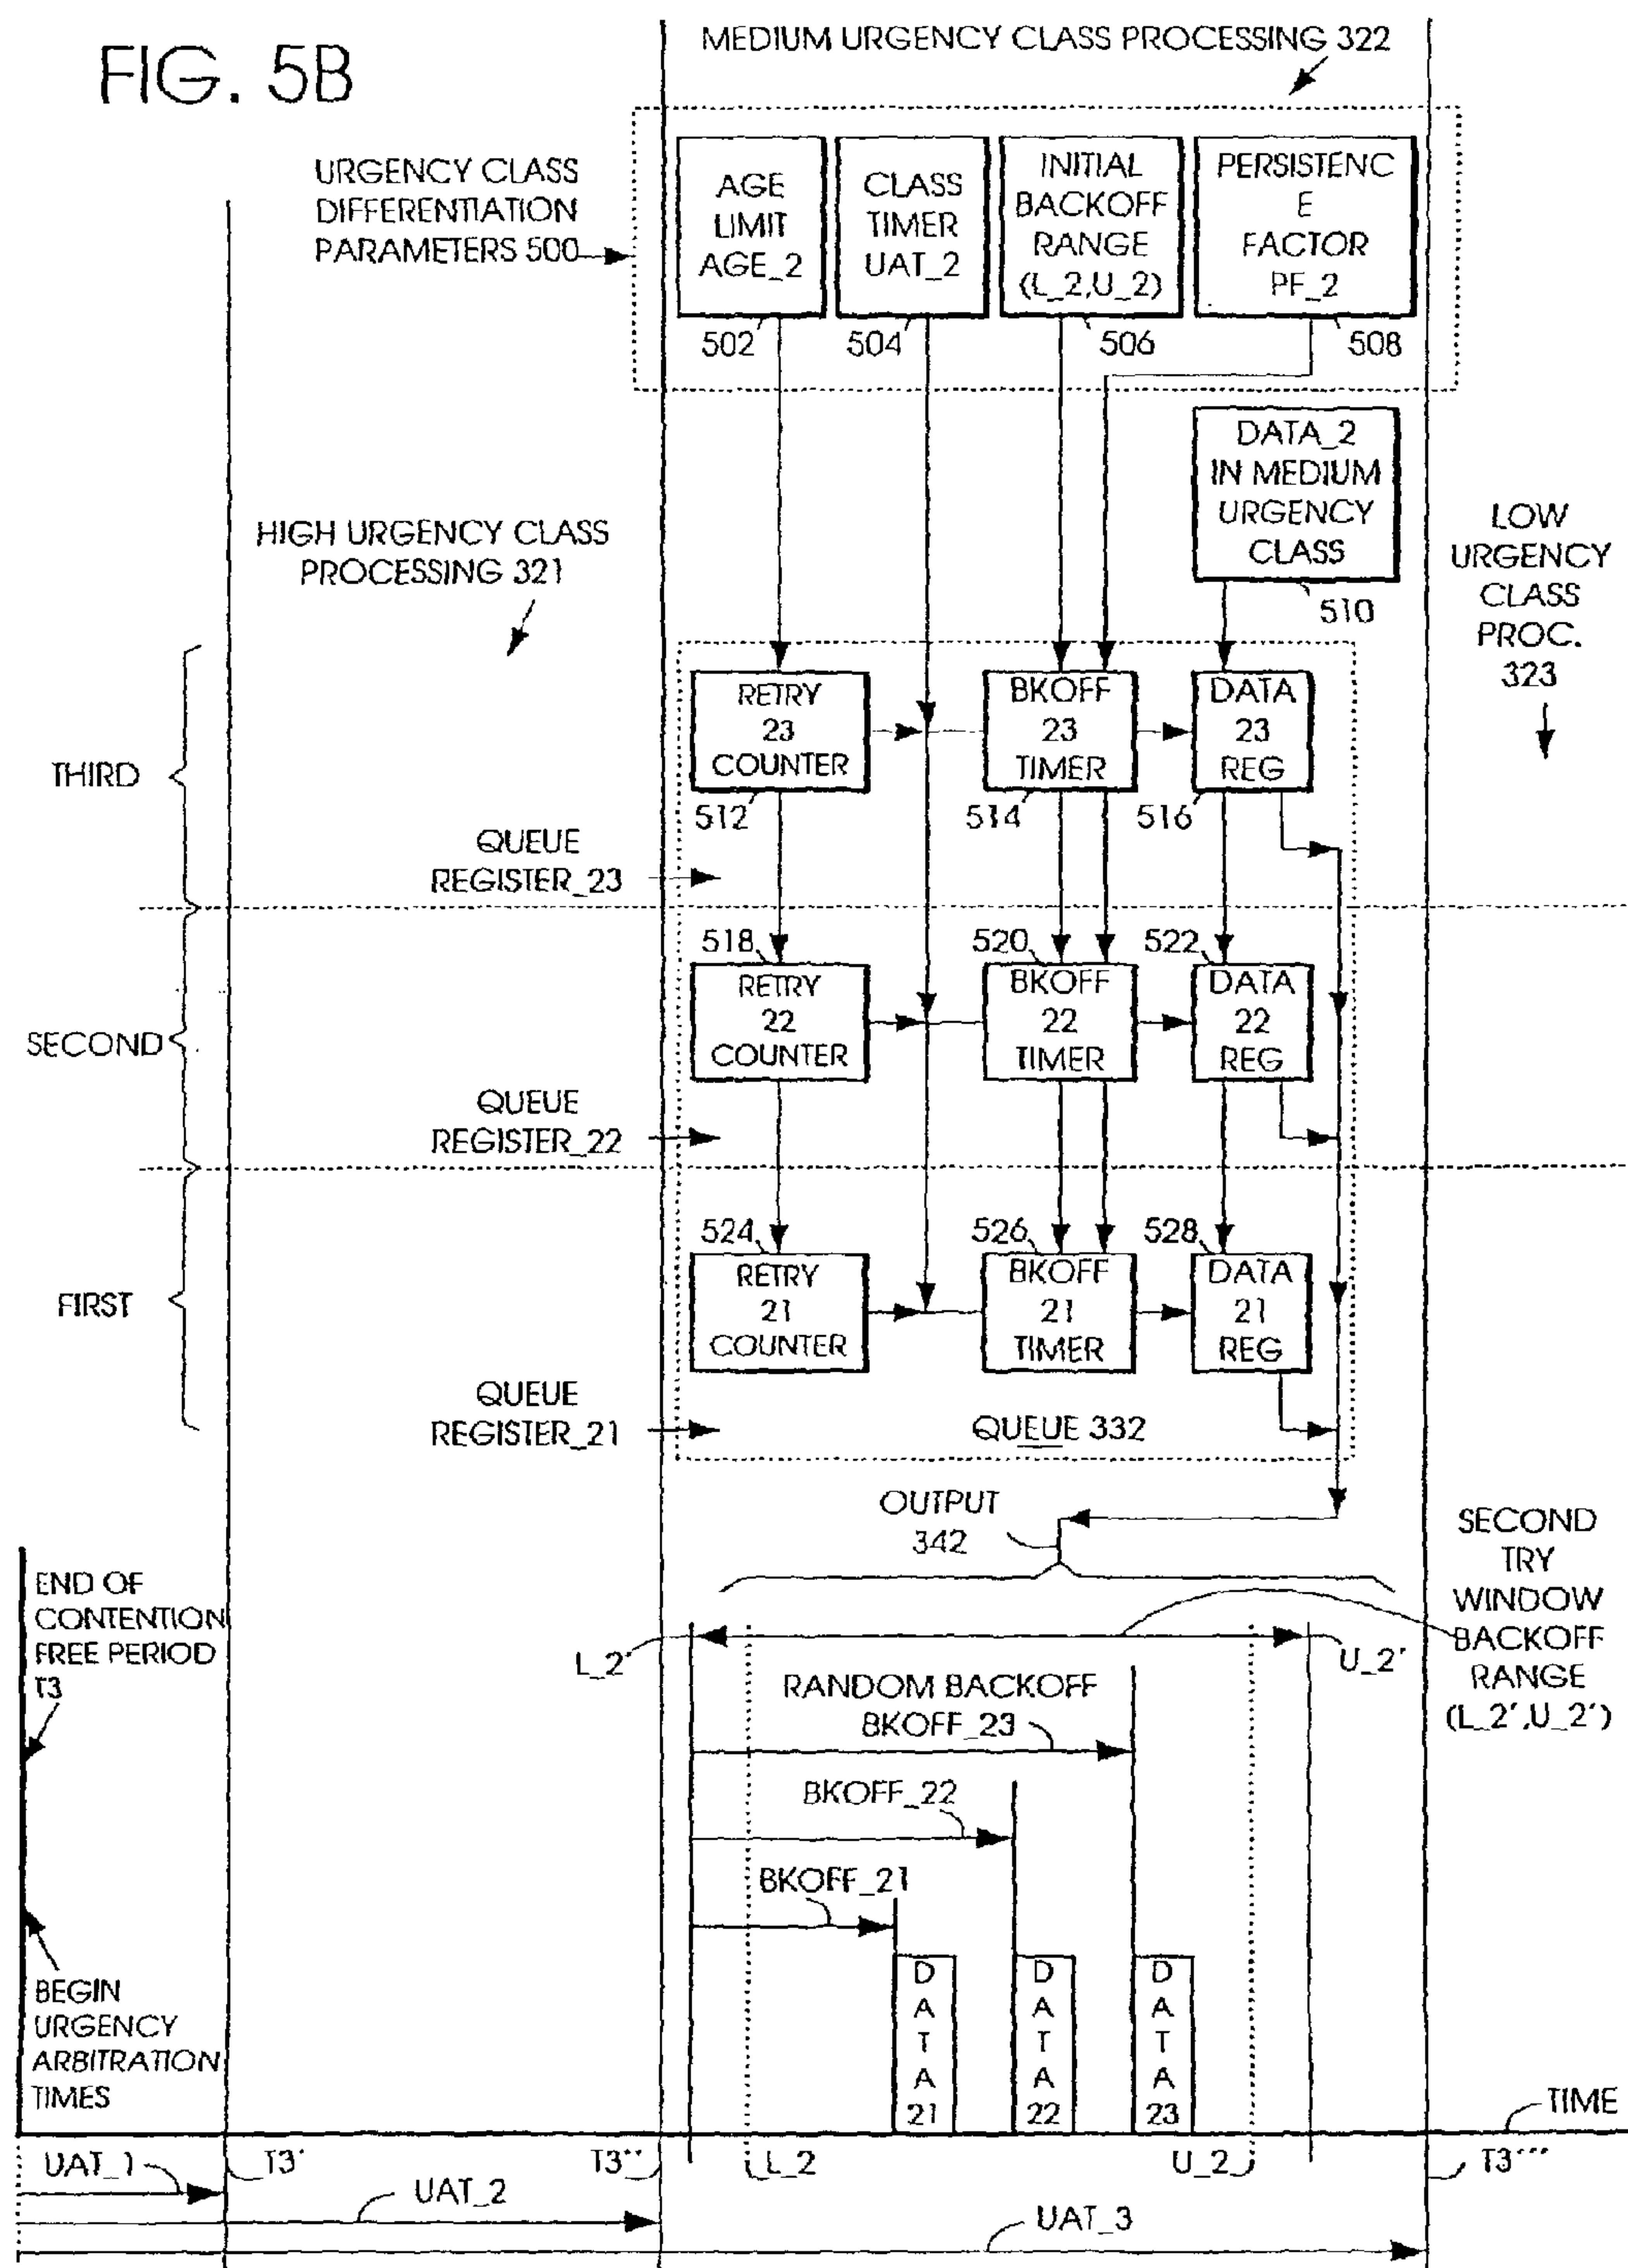 FIG. 5B
MEDIUM URGENCY CLASS PROCESSING 322
URGENCY CLASS
DIFFERENTIATION
PARAMETERS 500
AGE
LIMIT
AGE_2
502
CLASS
TIMER
UAT_2
504
INITIAL
BACKOFF
RANGE
(L_2,U_2)
506
PERSISTENC
E
FACTOR
PF_2
508
DATA_2
IN MEDIUM
URGENCY
CLASS
510
HIGH URGENCY CLASS
PROCESSING 321
LOW
URGENCY
CLASS
PROC.
323
THIRD
RETRY
23
COUNTER
512
BKOFF
23
TIMER
514
DATA
23
REG
516
QUEUE
REGISTER_23
SECOND
518
RETRY
22
COUNTER
520
BKOFF
22
TIMER
522
DATA
22
REG
QUEUE
REGISTER_22
FIRST
524
RETRY
21
COUNTER
526
BKOFF
21
TIMER
528
DATA
21
REG
QUEUE
REGISTER_21
QUEUE 332
OUTPUT
342
SECOND
TRY
WINDOW
BACKOFF
RANGE
(L_2',U_2')
END OF
CONTENTION
FREE PERIOD
T3
L_2'
U_2'
RANDOM BACKOFF
BKOFF_23
BKOFF_22
BKOFF_21
BEGIN
URGENCY
ARBITRATION
TIMES
DATA 21
DATA 22
DATA 23
TIME
UAT_1
T3'
T3''
L_2
U_2
T3'''
UAT_2
UAT_3